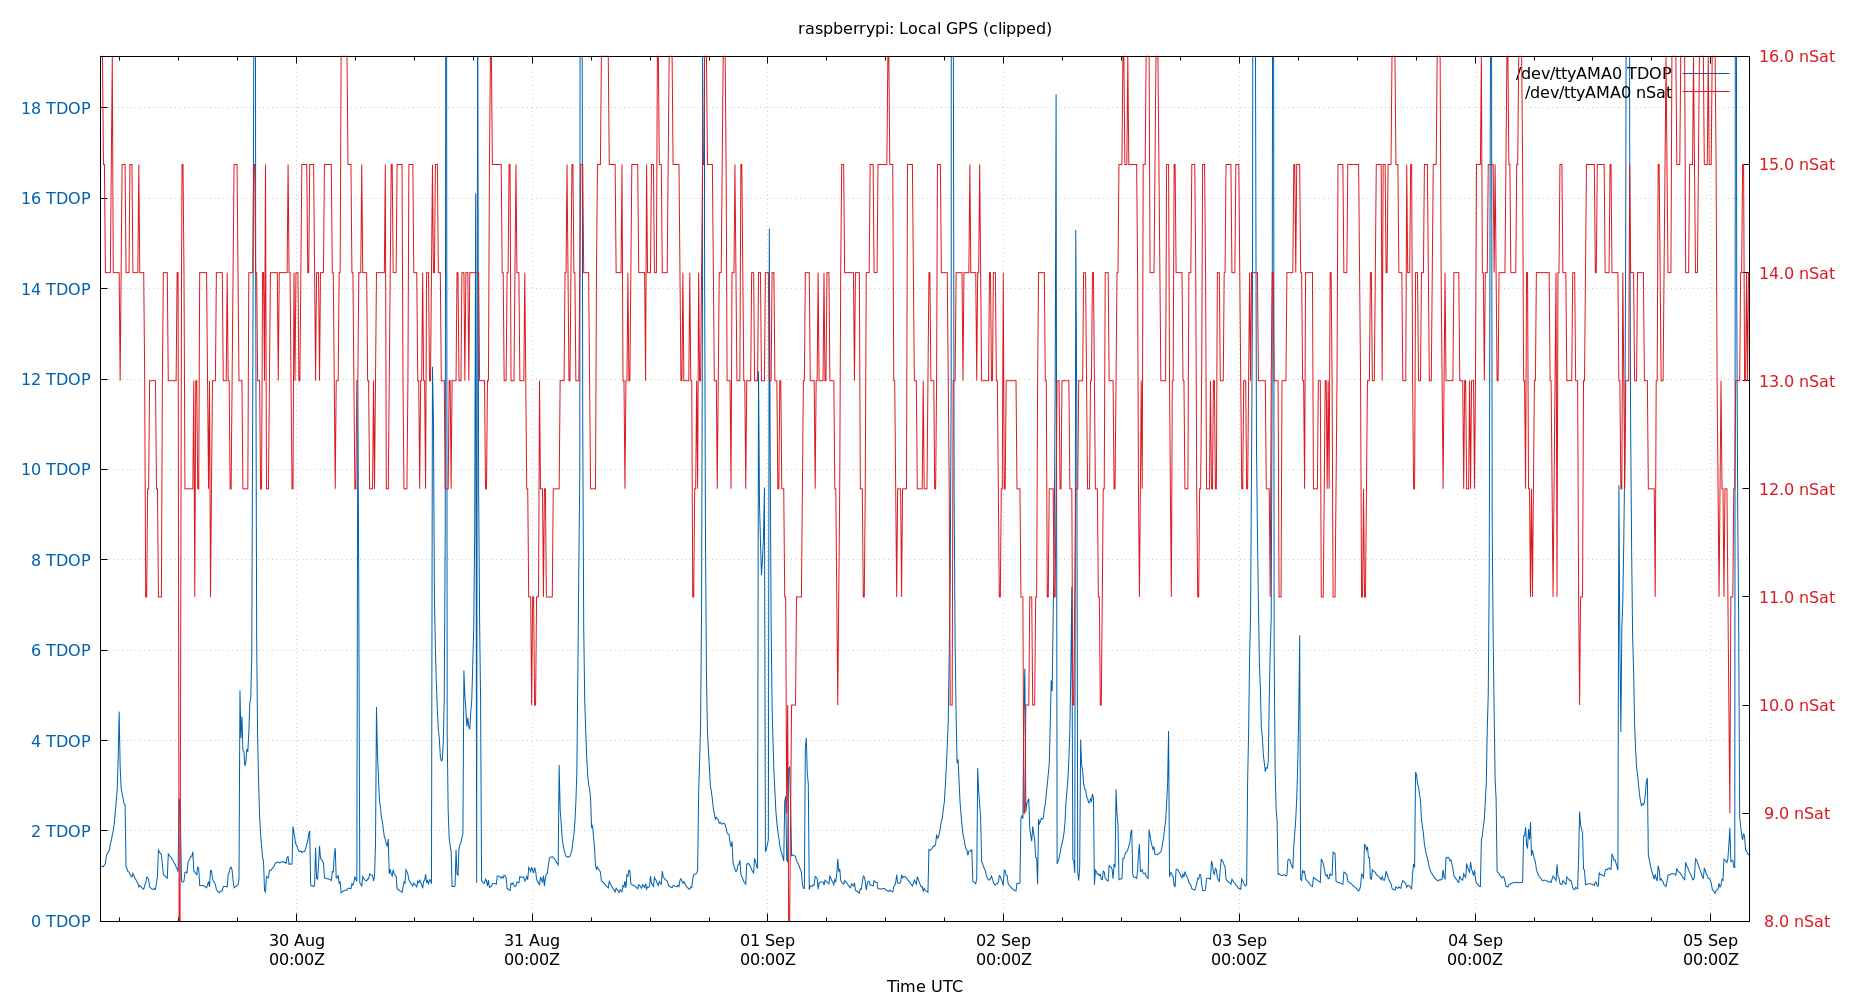 raspberrypi: Local GPS (clipped)
/dev/ttyAMA0 TDOP
/dev/ttyAMA0 nSat
18 TDOP
16 TDOP
14 TDOP
12 TDOP
10 TDOP
8 TDOP
6 TDOP
4 TDOP
2 TDOP
0 TDOP
16.0 nSat
15.0 nSat
14.0 nSat
13.0 nSat
12.0 nSat
11.0 nSat
10.0 nSat
9.0 nSat
8.0 nSat
30 Aug
00:00Z
31 Aug
00:00Z
01 Sep
00:00Z
02 Sep
00:00Z
03 Sep
00:00Z
04 Sep
00:00Z
05 Sep
00:00Z
Time UTC